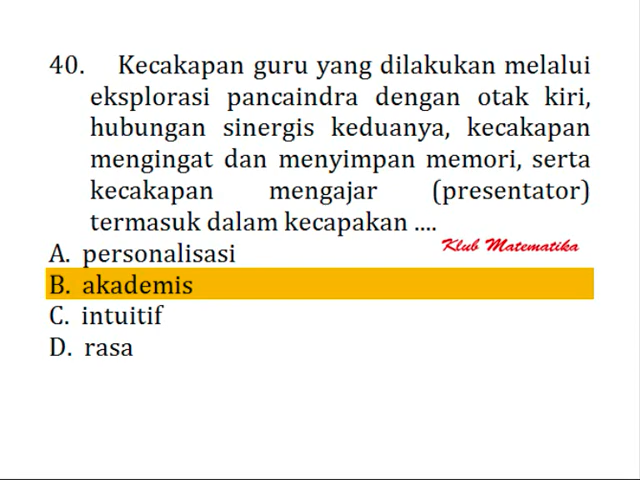 40. Kecakapan guru yang dilakukan melalui
eksplorasi pancaindra dengan otak kiri,
hubungan sinergis keduanya, kecakapan
mengingat dan menyimpan memori, serta
kecakapan mengajar (presentator)
termasuk dalam kecapakan ....
Klub Matematika
A. personalisasi
B. akademis
C. intuitif
D. rasa